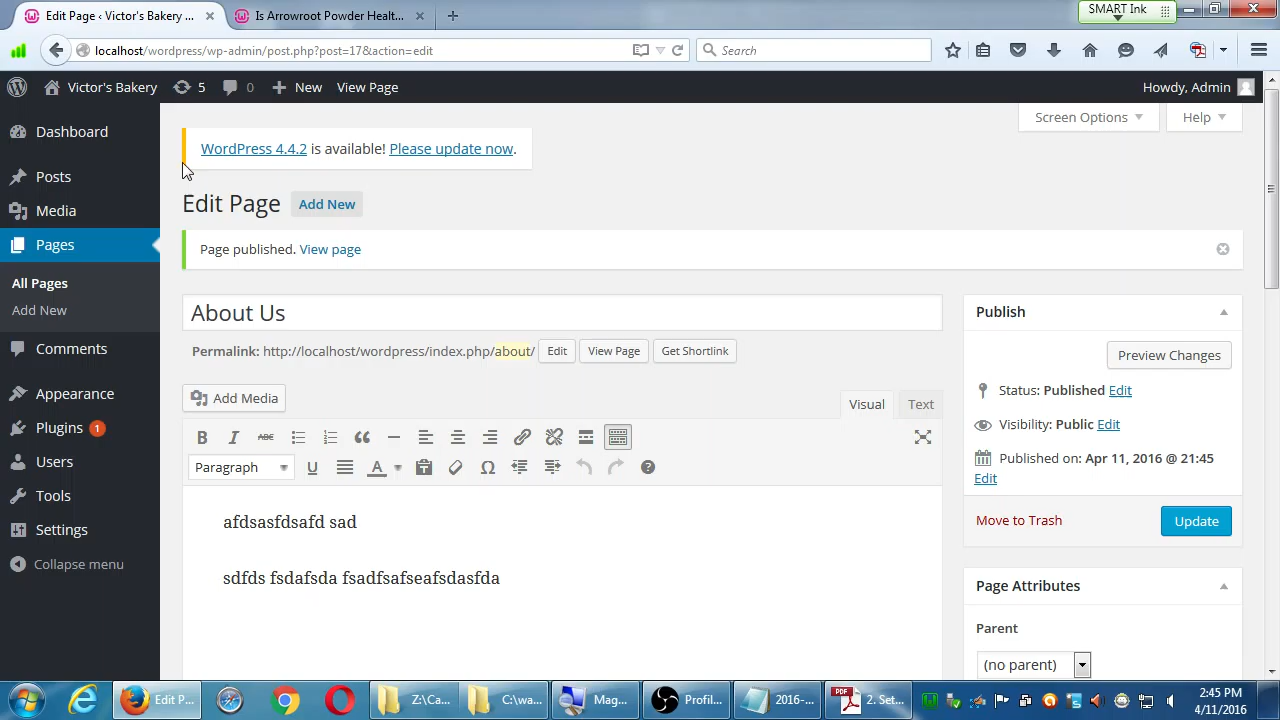 Edit Page ‹ Victor's Bakery ...
Is Arrowroot Powder Healt...
SMART Ink
localhost/wordpress/wp-admin/post.php?post=17&action=edit
Search
Victor's Bakery
5
0
New
View Page
Howdy, Admin
Screen Options
Help
Dashboard
Posts
Media
Pages
All Pages
Add New
Comments
Appearance
Plugins 1
Users
Tools
Settings
Collapse menu
WordPress 4.4.2 is available! Please update now.
Edit Page
Add New
Page published. View page
About Us
Permalink: http://localhost/wordpress/index.php/about/
Edit
View Page
Get Shortlink
Add Media
Visual
Text
B I ABC
Paragraph
U
A
Ω
afdsasfdsafd sad
sdfds fsdafsda fsadfsafseafsdasfda
Publish
Preview Changes
Status: Published Edit
Visibility: Public Edit
Published on: Apr 11, 2016 @ 21:45
Edit
Move to Trash
Update
Page Attributes
Parent
(no parent)
Edit P...
Z:\Ca...
C:\wa...
Mag...
Profil...
2016-...
PDF
2. Set...
2:45 PM
4/11/2016